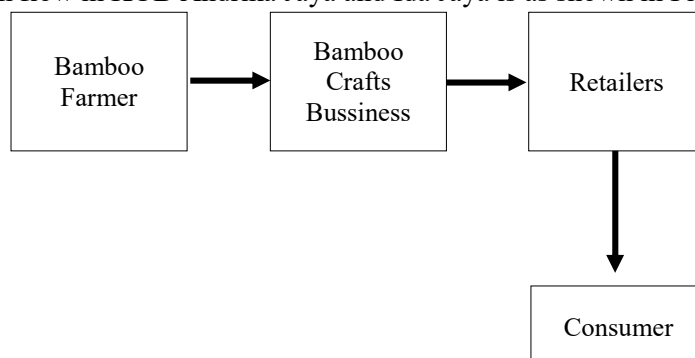 Bamboo
Farmer
Bamboo
Crafts
Bussiness
Retailers
Consumer